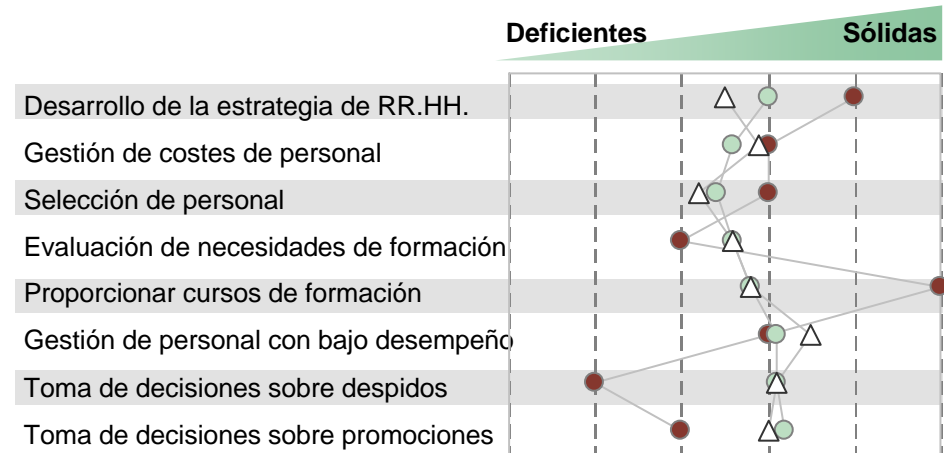 Deficientes Sólidas
Desarrollo de la estrategia de RR.HH.
Gestión de costes de personal
Selección de personal
Evaluación de necesidades de formación
Proporcionar cursos de formación
Gestión de personal con bajo desempeño
Toma de decisiones sobre despidos
Toma de decisiones sobre promociones